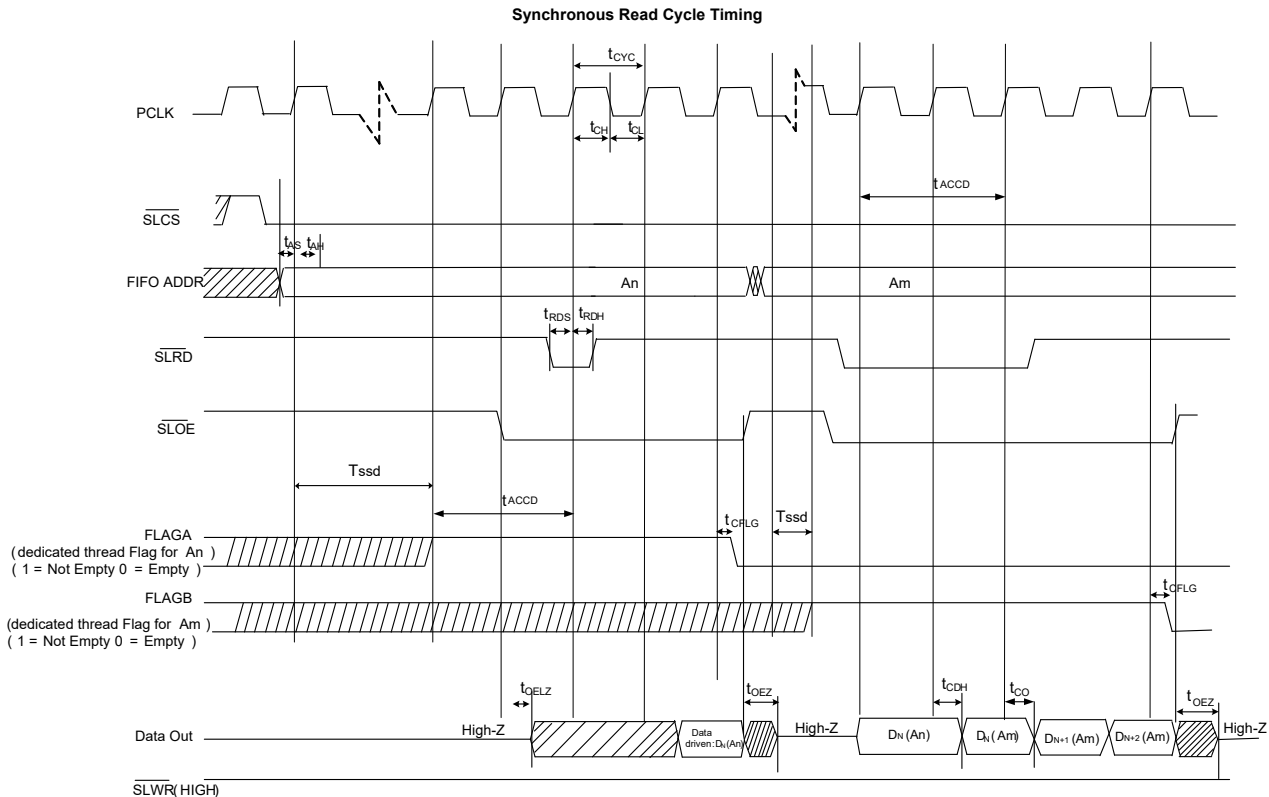 Synchronous Read Cycle Timing
tCYC
PCLK
tCH
tCL
tACCD
SLCS
tAS
tAH
FIFO ADDR
An
Am
tRDS
tRDH
SLRD
SLOE
Tssd
tACCD
tCFLG
Tssd
FLAGA
(dedicated thread Flag for An )
( 1 = Not Empty 0 = Empty )
FLAGB
(dedicated thread Flag for Am )
( 1 = Not Empty 0 = Empty )
tCFLG
tOELZ
tOEZ
tCDH
tCO
tOEZ
Data Out
High-Z
Data
driven: DN(An)
High-Z
DN (An)
DN (Am)
DN+1 (Am)
DN+2 (Am)
High-Z
SLWR(HIGH)